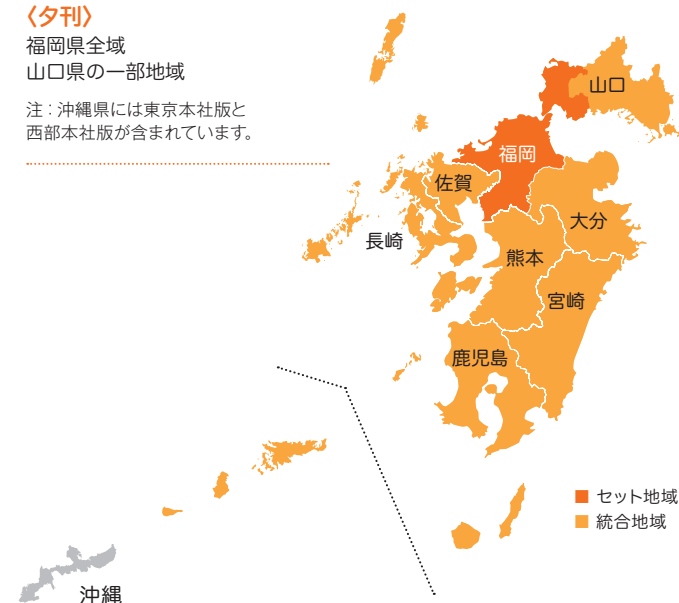 〈夕刊〉
福岡県全域
山口県の一部地域
注：沖縄県には東京本社版と
西部本社版が含まれています。
山口
福岡
佐賀
大分
長崎
熊本
宮崎
鹿児島
セット地域
統合地域
沖縄